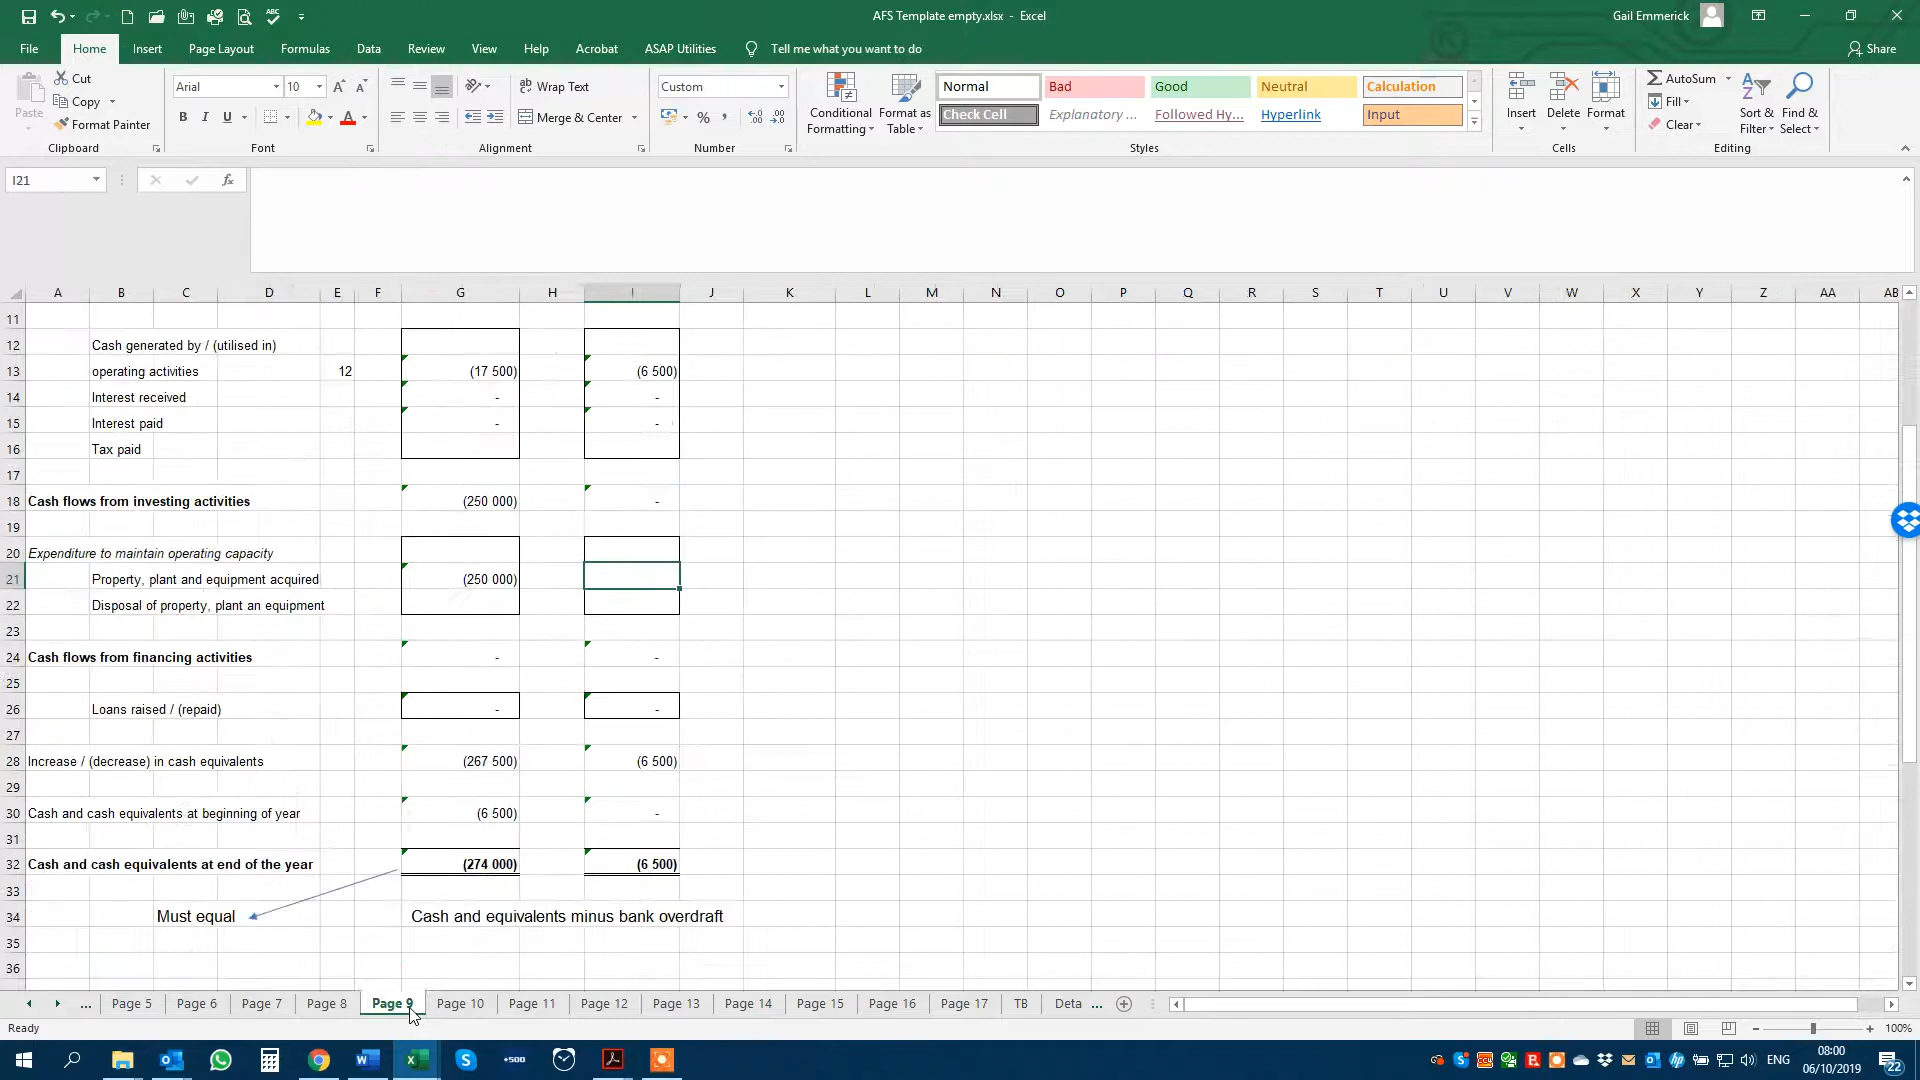 AFS Template empty.xlsx - Excel
Gail Emmerick
File Home Insert Page Layout Formulas Data Review View Help Acrobat ASAP Utilities Tell me what you want to do Share
Paste Cut Copy Format Painter Clipboard
Arial 10 B I U A Font
Wrap Text Merge & Center Alignment
Custom % , Number
Conditional Formatting Format as Table
Normal Bad Good Neutral Calculation
Check Cell Explanatory ... Followed Hy... Hyperlink Input
Styles
Insert Delete Format Cells
AutoSum Fill Clear Sort & Filter Find & Select Editing
I21 fx
A B C D E F G H I J K L M N O P Q R S T U V W X Y Z AA AB
11
12 Cash generated by / (utilised in)
13 operating activities 12 (17 500) (6 500)
14 Interest received - -
15 Interest paid - -
16 Tax paid
17
18 Cash flows from investing activities (250 000) -
19
20 Expenditure to maintain operating capacity
21 Property, plant and equipment acquired (250 000)
22 Disposal of property, plant an equipment
23
24 Cash flows from financing activities - -
25
26 Loans raised / (repaid) - -
27
28 Increase / (decrease) in cash equivalents (267 500) (6 500)
29
30 Cash and cash equivalents at beginning of year (6 500) -
31
32 Cash and cash equivalents at end of the year (274 000) (6 500)
33
34 Must equal Cash and equivalents minus bank overdraft
35
36
... Page 5 Page 6 Page 7 Page 8 Page 9 Page 10 Page 11 Page 12 Page 13 Page 14 Page 15 Page 16 Page 17 TB Deta ...
Ready 100%
+500 ENG 08:00
06/10/2019 22